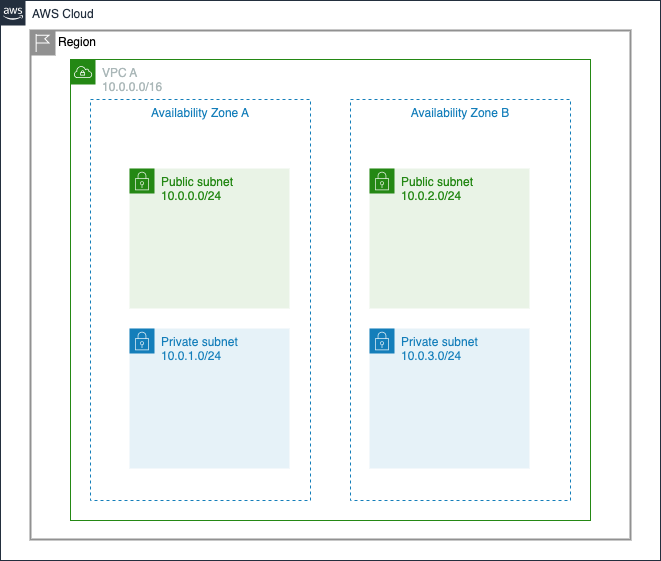 aws
AWS Cloud
Region
VPC A
10.0.0.0/16
Availability Zone A
Public subnet
10.0.0.0/24
Private subnet
10.0.1.0/24
Availability Zone B
Public subnet
10.0.2.0/24
Private subnet
10.0.3.0/24